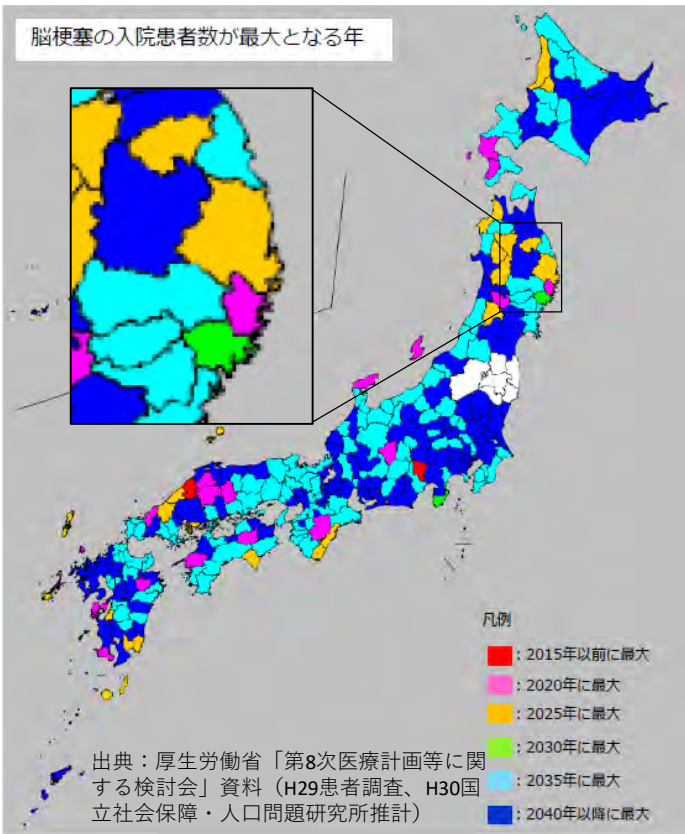 脳梗塞の入院患者数が最大となる年
凡例
：2015年以前に最大
：2020年に最大
：2025年に最大
：2030年に最大
：2035年に最大
：2040年以降に最大
出典：厚生労働省「第8次医療計画等に関
する検討会」資料（H29患者調査、H30国
立社会保障・人口問題研究所推計）